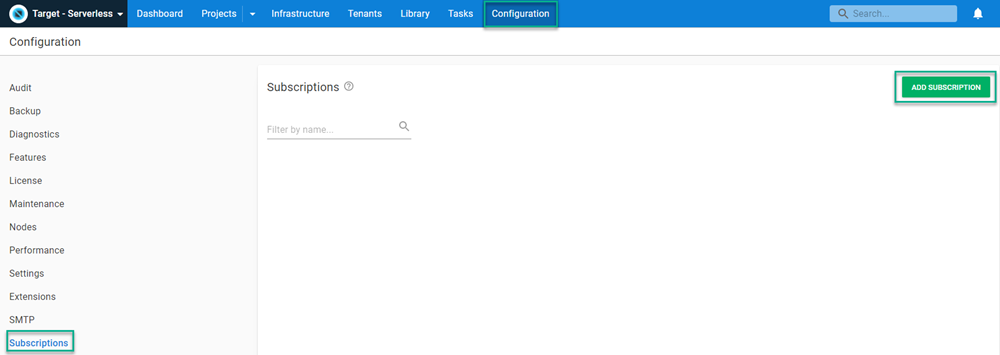 Target - Serverless Dashboard Projects Infrastructure Tenants Library Tasks Configuration Search...
Configuration
Audit
Backup
Diagnostics
Features
License
Maintenance
Nodes
Performance
Settings
Extensions
SMTP
Subscriptions
Subscriptions ? ADD SUBSCRIPTION
Filter by name...